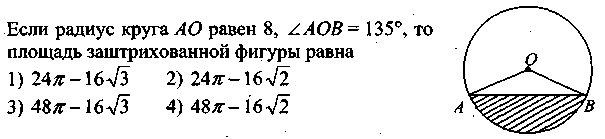 Если радиус круга AO равен 8, ∠AOB = 135°, то
площадь заштрихованной фигуры равна
1) 24π − 16√3 2) 24π − 16√2
3) 48π − 16√3 4) 48π − 16√2
O
A B